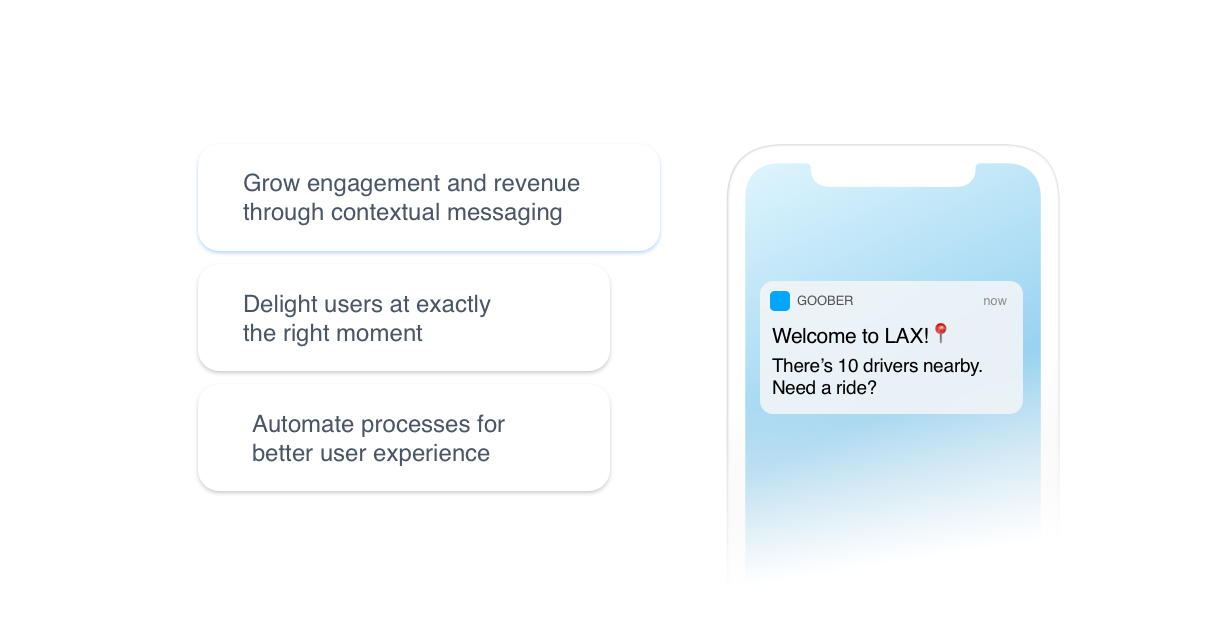 Grow engagement and revenue
through contextual messaging
Delight users at exactly
the right moment
Automate processes for
better user experience
GOOBER now
Welcome to LAX!📍
There’s 10 drivers nearby.
Need a ride?